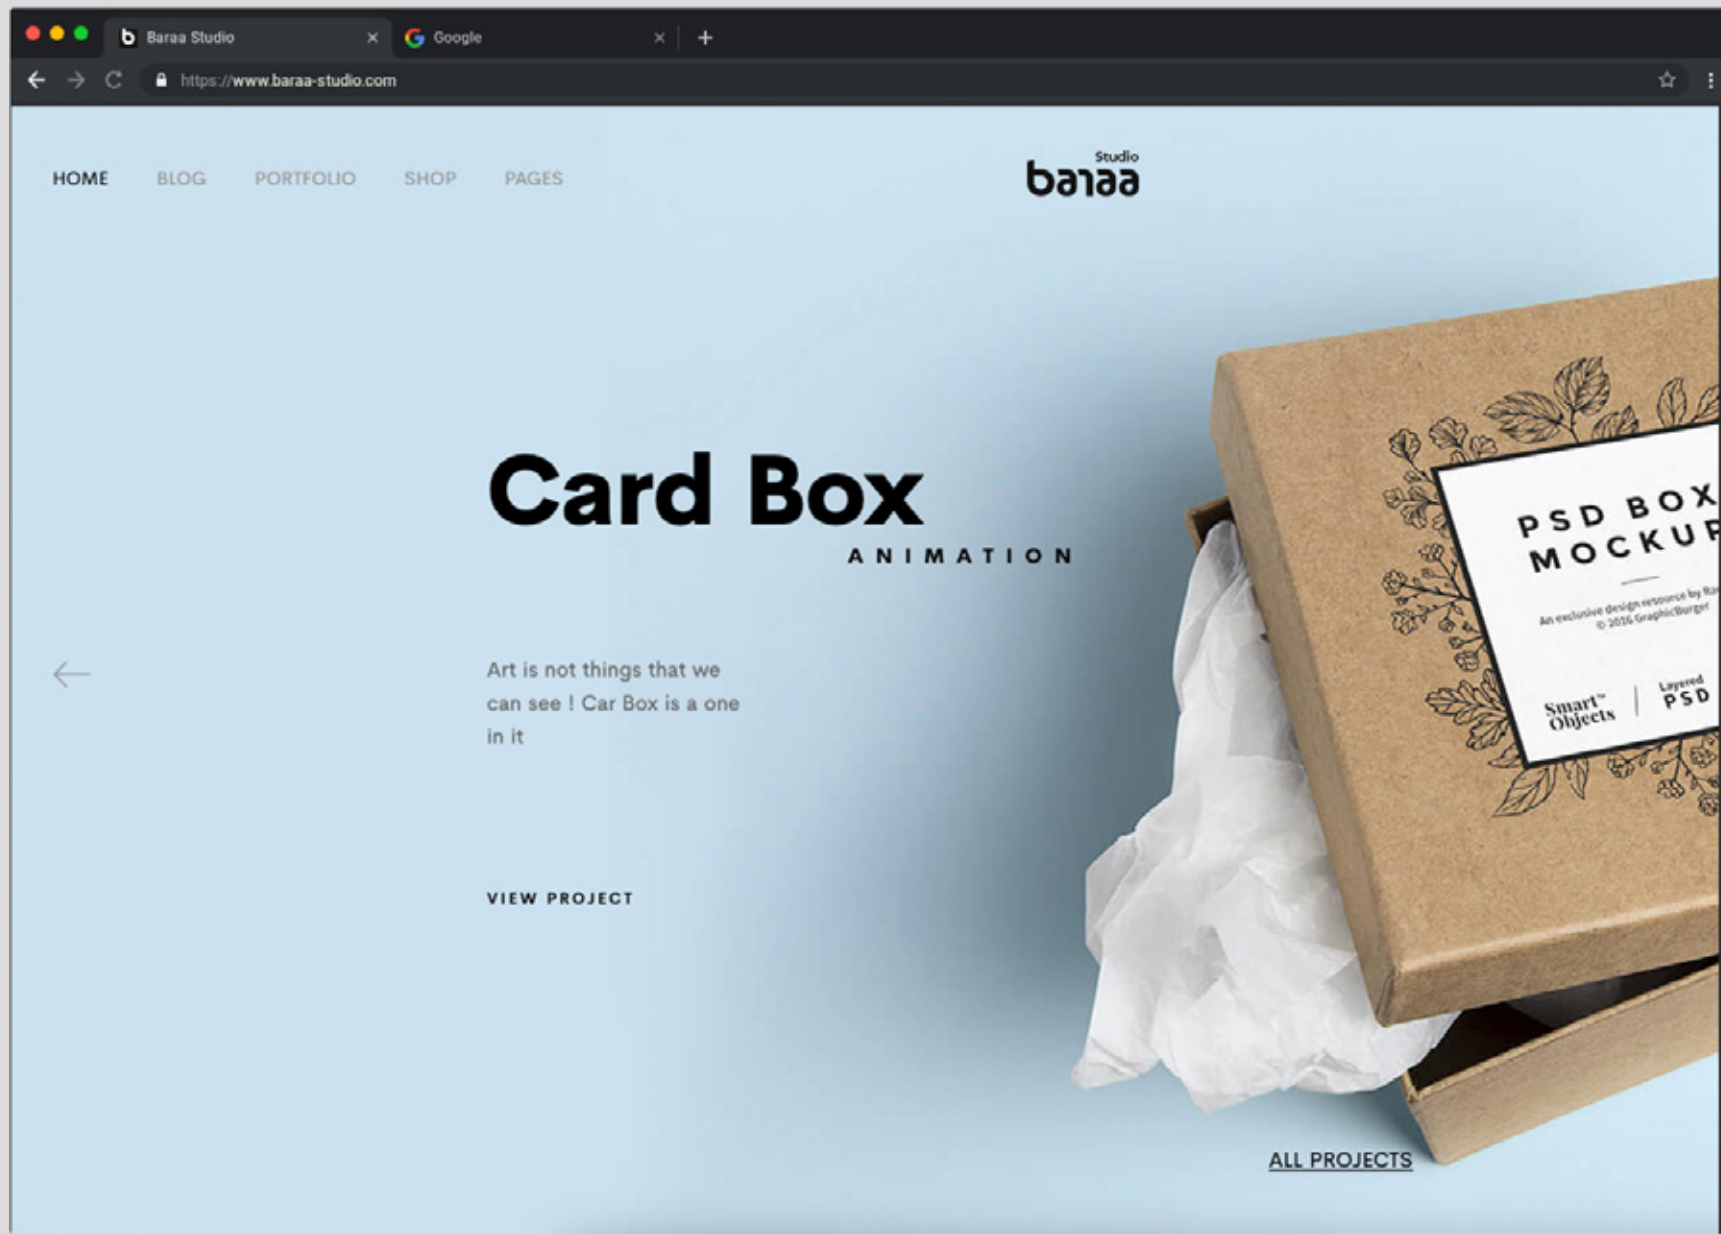 Baraa Studio
Google
https://www.baraa-studio.com
HOME BLOG PORTFOLIO SHOP PAGES
Studio
baraa
Card Box
ANIMATION
Art is not things that we
can see ! Car Box is a one
in it
VIEW PROJECT
PSD BOX
MOCKUP
An exclusive design resource by
© 2016 GraphicBurger
Smart™
Objects
Layered
PSD
ALL PROJECTS